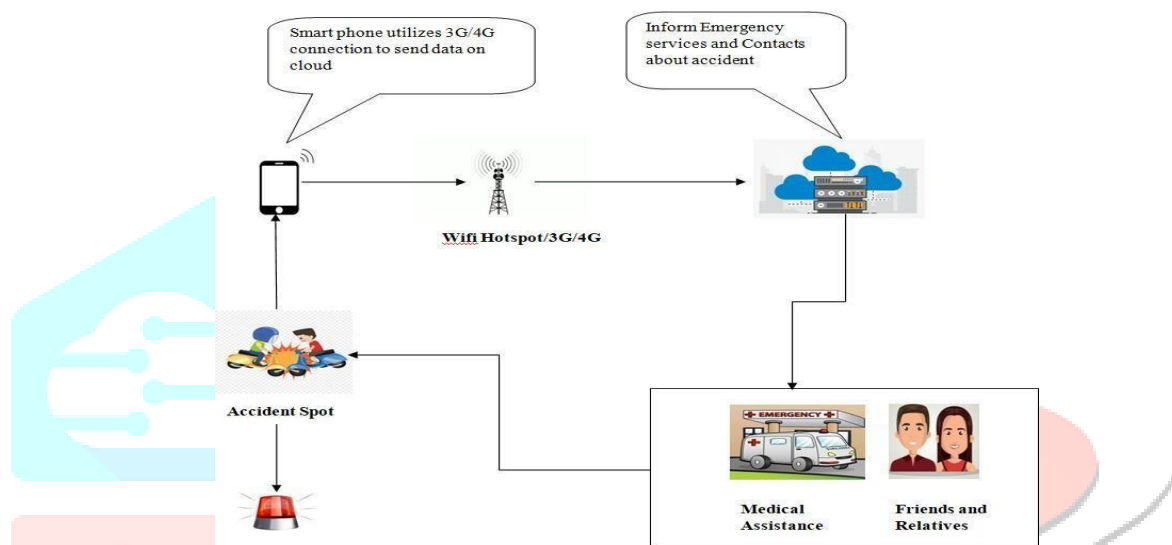 Smart phone utilizes 3G/4G
connection to send data on
cloud
Inform Emergency
services and Contacts
about accident
Wifi Hotspot/3G/4G
Accident Spot
EMERGENCY
Medical
Assistance
Friends and
Relatives